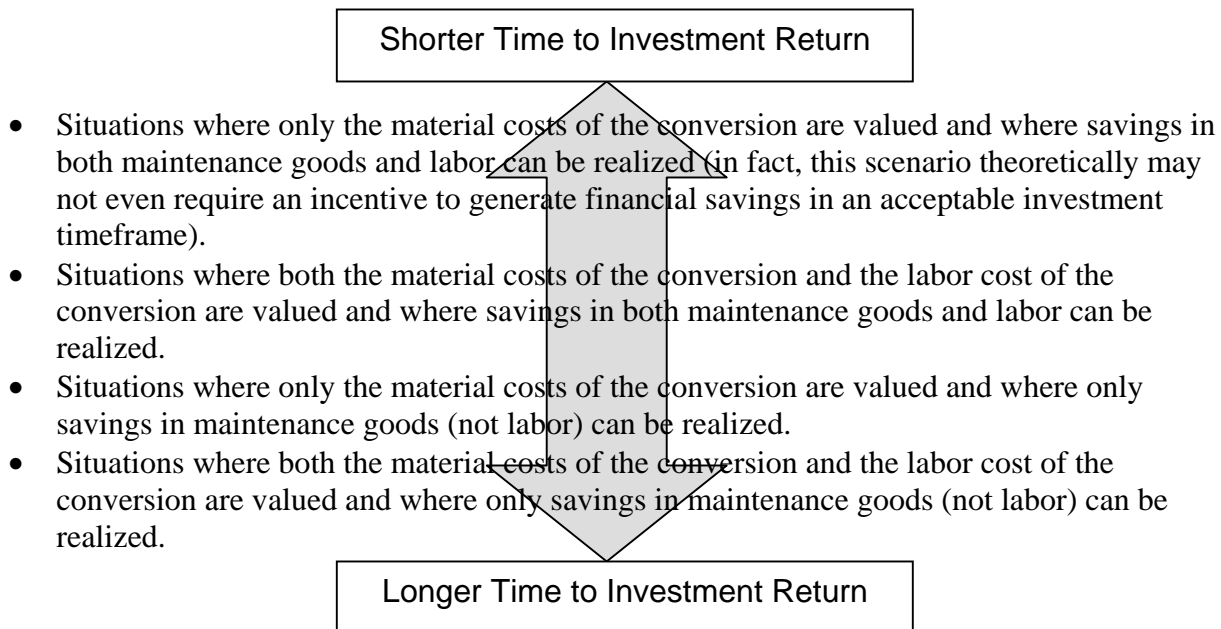 Shorter Time to Investment Return
• Situations where only the material costs of the conversion are valued and where savings in
both maintenance goods and labor can be realized (in fact, this scenario theoretically may
not even require an incentive to generate financial savings in an acceptable investment
timeframe).
• Situations where both the material costs of the conversion and the labor cost of the
conversion are valued and where savings in both maintenance goods and labor can be
realized.
• Situations where only the material costs of the conversion are valued and where only
savings in maintenance goods (not labor) can be realized.
• Situations where both the material costs of the conversion and the labor cost of the
conversion are valued and where only savings in maintenance goods (not labor) can be
realized.
Longer Time to Investment Return